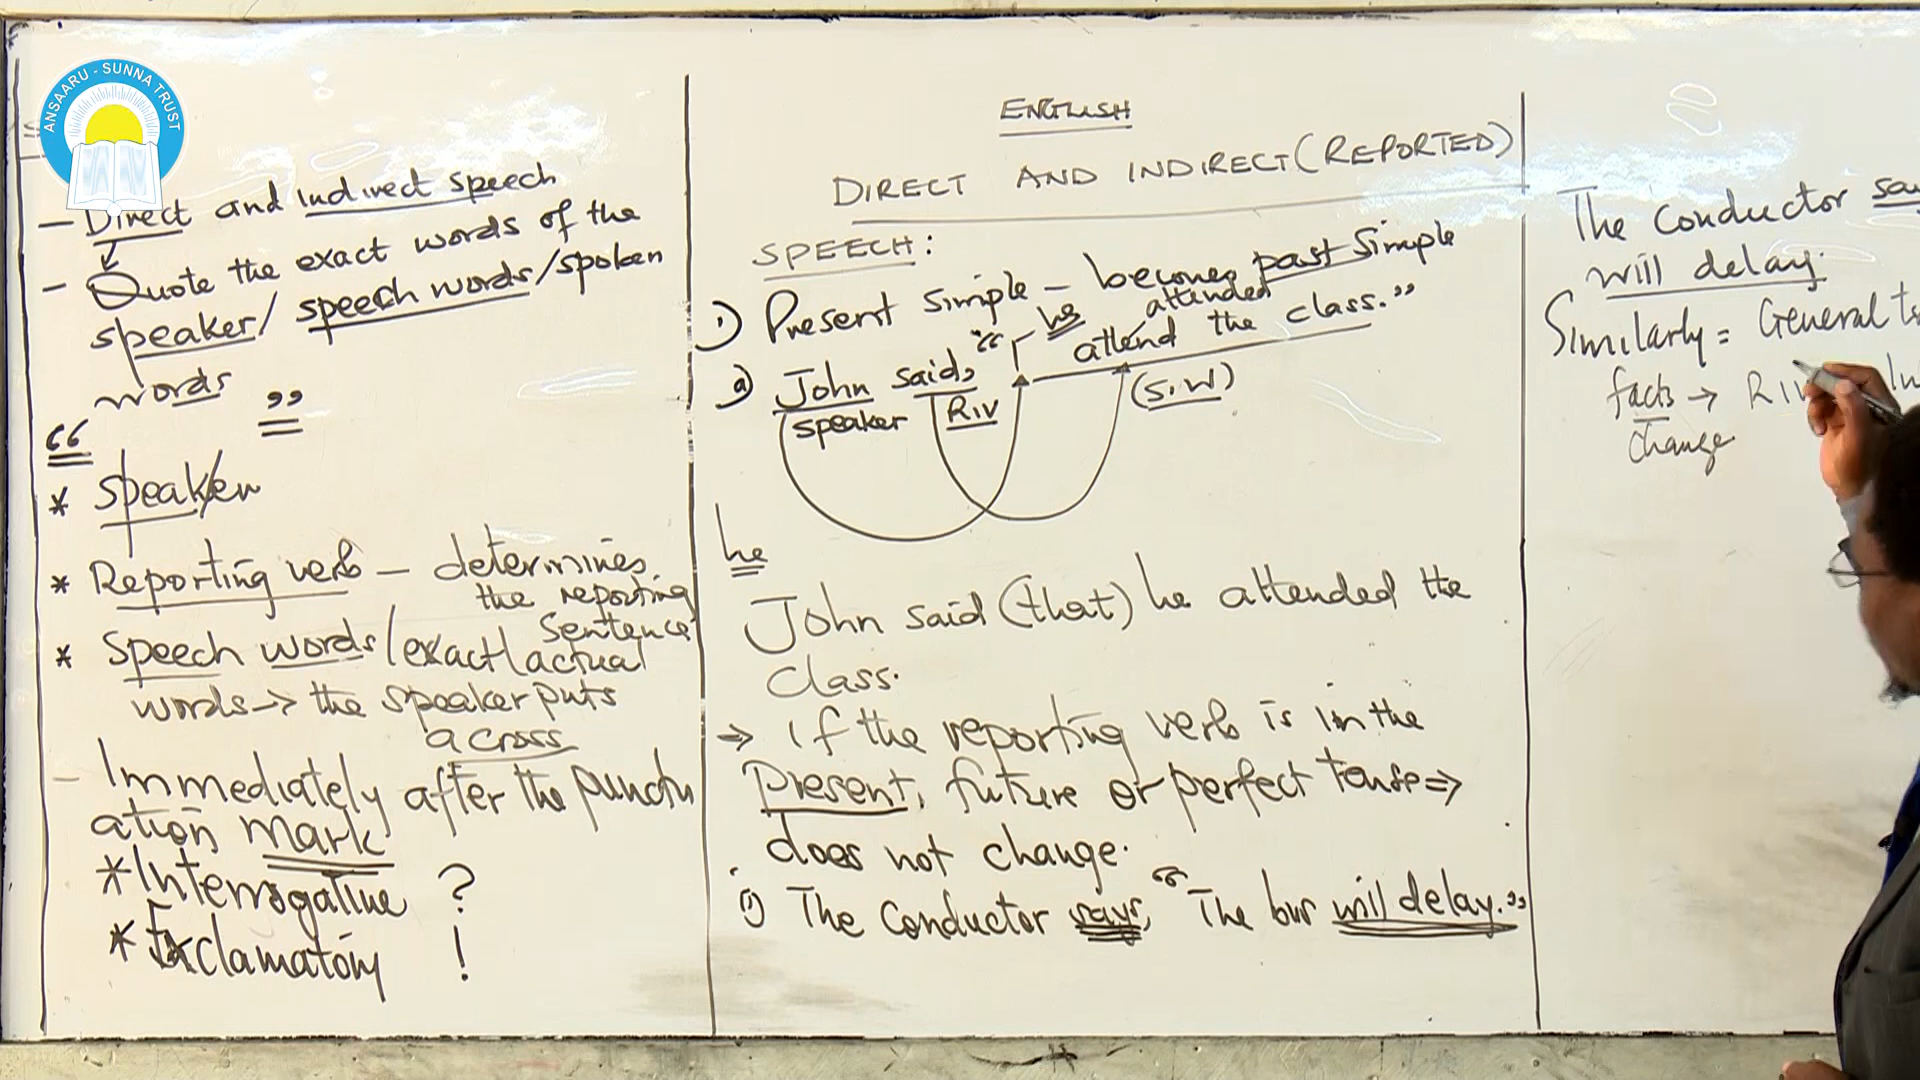 ANSAARU - SUNNA TRUST
- Direct and Indirect speech
- Quote the exact words of the
speaker/ speech words/spoken
words
“ ”
* Speaker
* Reporting verb - determines
the reporting
sentence
* Speech words/exact/actual
words → the speaker puts
across
- Immediately after the punctu
ation mark
* Interrogative ?
* Exclamatory !
ENGLISH
DIRECT AND INDIRECT (REPORTED)
SPEECH:
1) Present simple - becomes past simple
he attended
a) John said, “I attend the class.”
speaker R|V (S.W)
he
John said (that) he attended the
class.
→ If the reporting verb is in the
present, future or perfect tense ⇒
does not change.
i) The conductor says, “The bus will delay.”
The conductor
will delay.
Similarly = General
facts → R|V
change